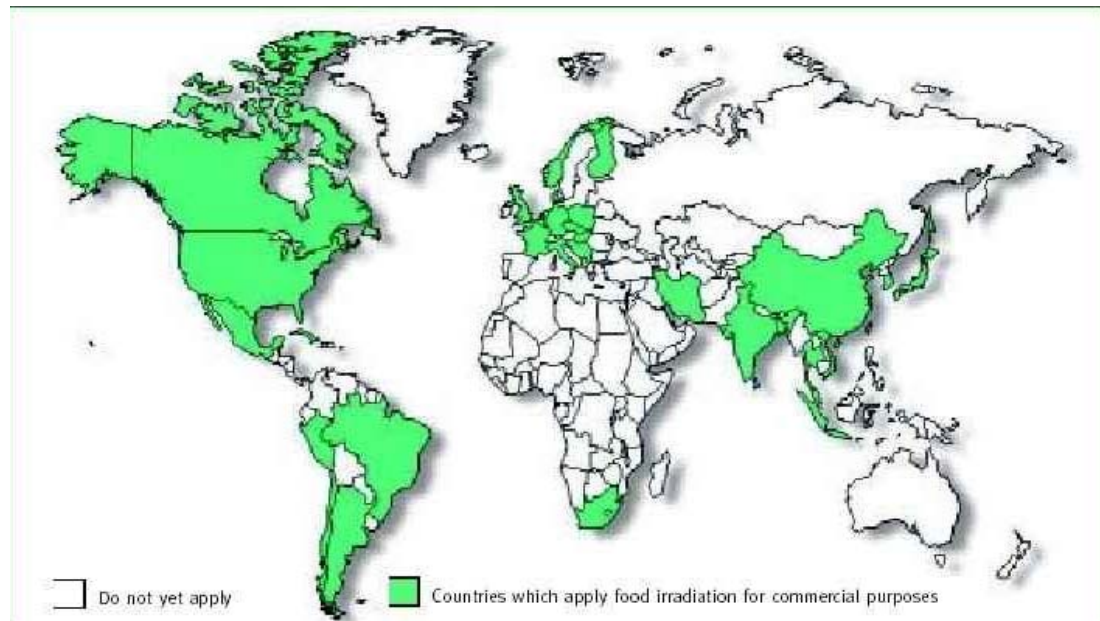 Do not yet apply
Countries which apply food irradiation for commercial purposes